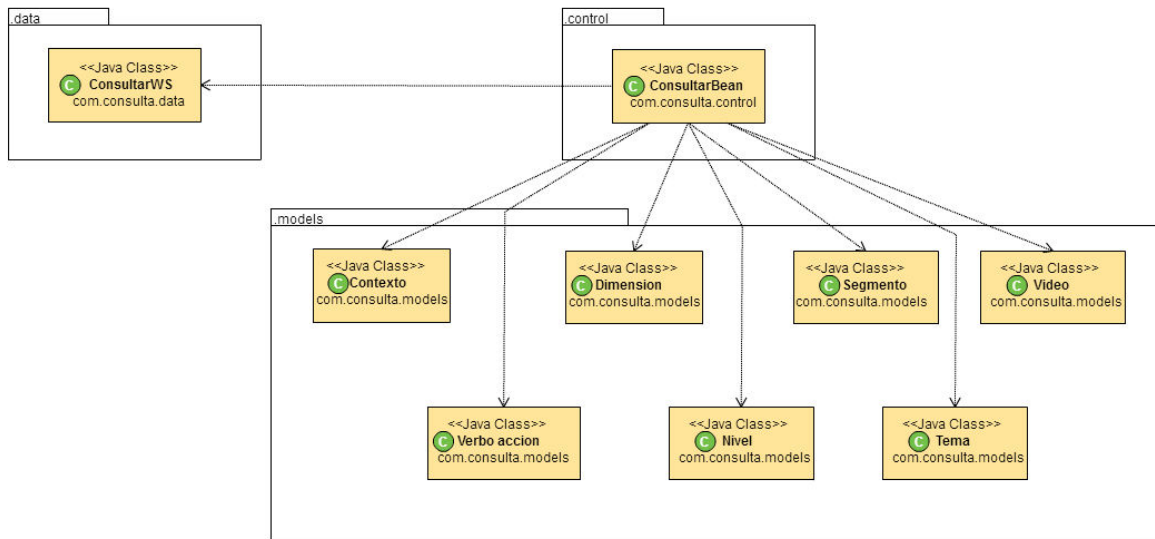 .data
.control
<<Java Class>>
C ConsultarWS
com.consulta.data
<<Java Class>>
C ConsultarBean
com.consulta.control
.models
<<Java Class>>
C Contexto
com.consulta.models
<<Java Class>>
C Dimension
com.consulta.models
<<Java Class>>
C Segmento
com.consulta.models
<<Java Class>>
C Video
com.consulta.models
<<Java Class>>
C Verbo accion
com.consulta.models
<<Java Class>>
C Nivel
com.consulta.models
<<Java Class>>
C Tema
com.consulta.models